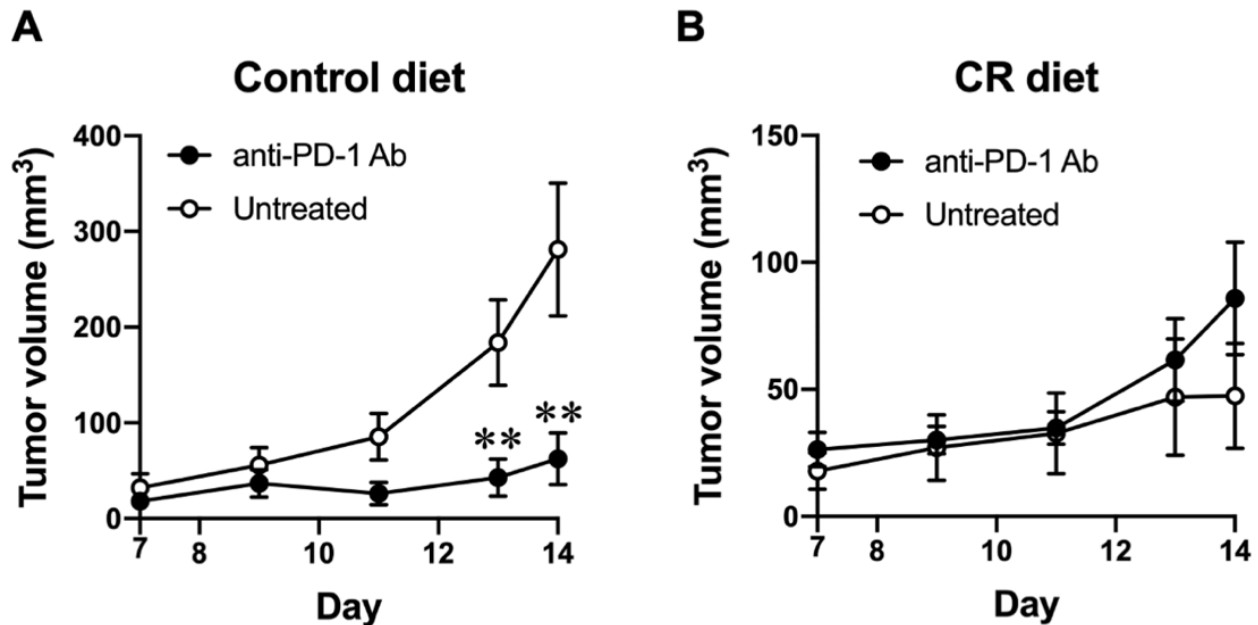 A
Control diet
400
300
200
100
0
anti-PD-1 Ab
Untreated
**
**
7
8
10
12
14
Tumor volume (mm³)
Day
B
CR diet
150
100
50
0
anti-PD-1 Ab
Untreated
7
8
10
12
14
Tumor volume (mm³)
Day